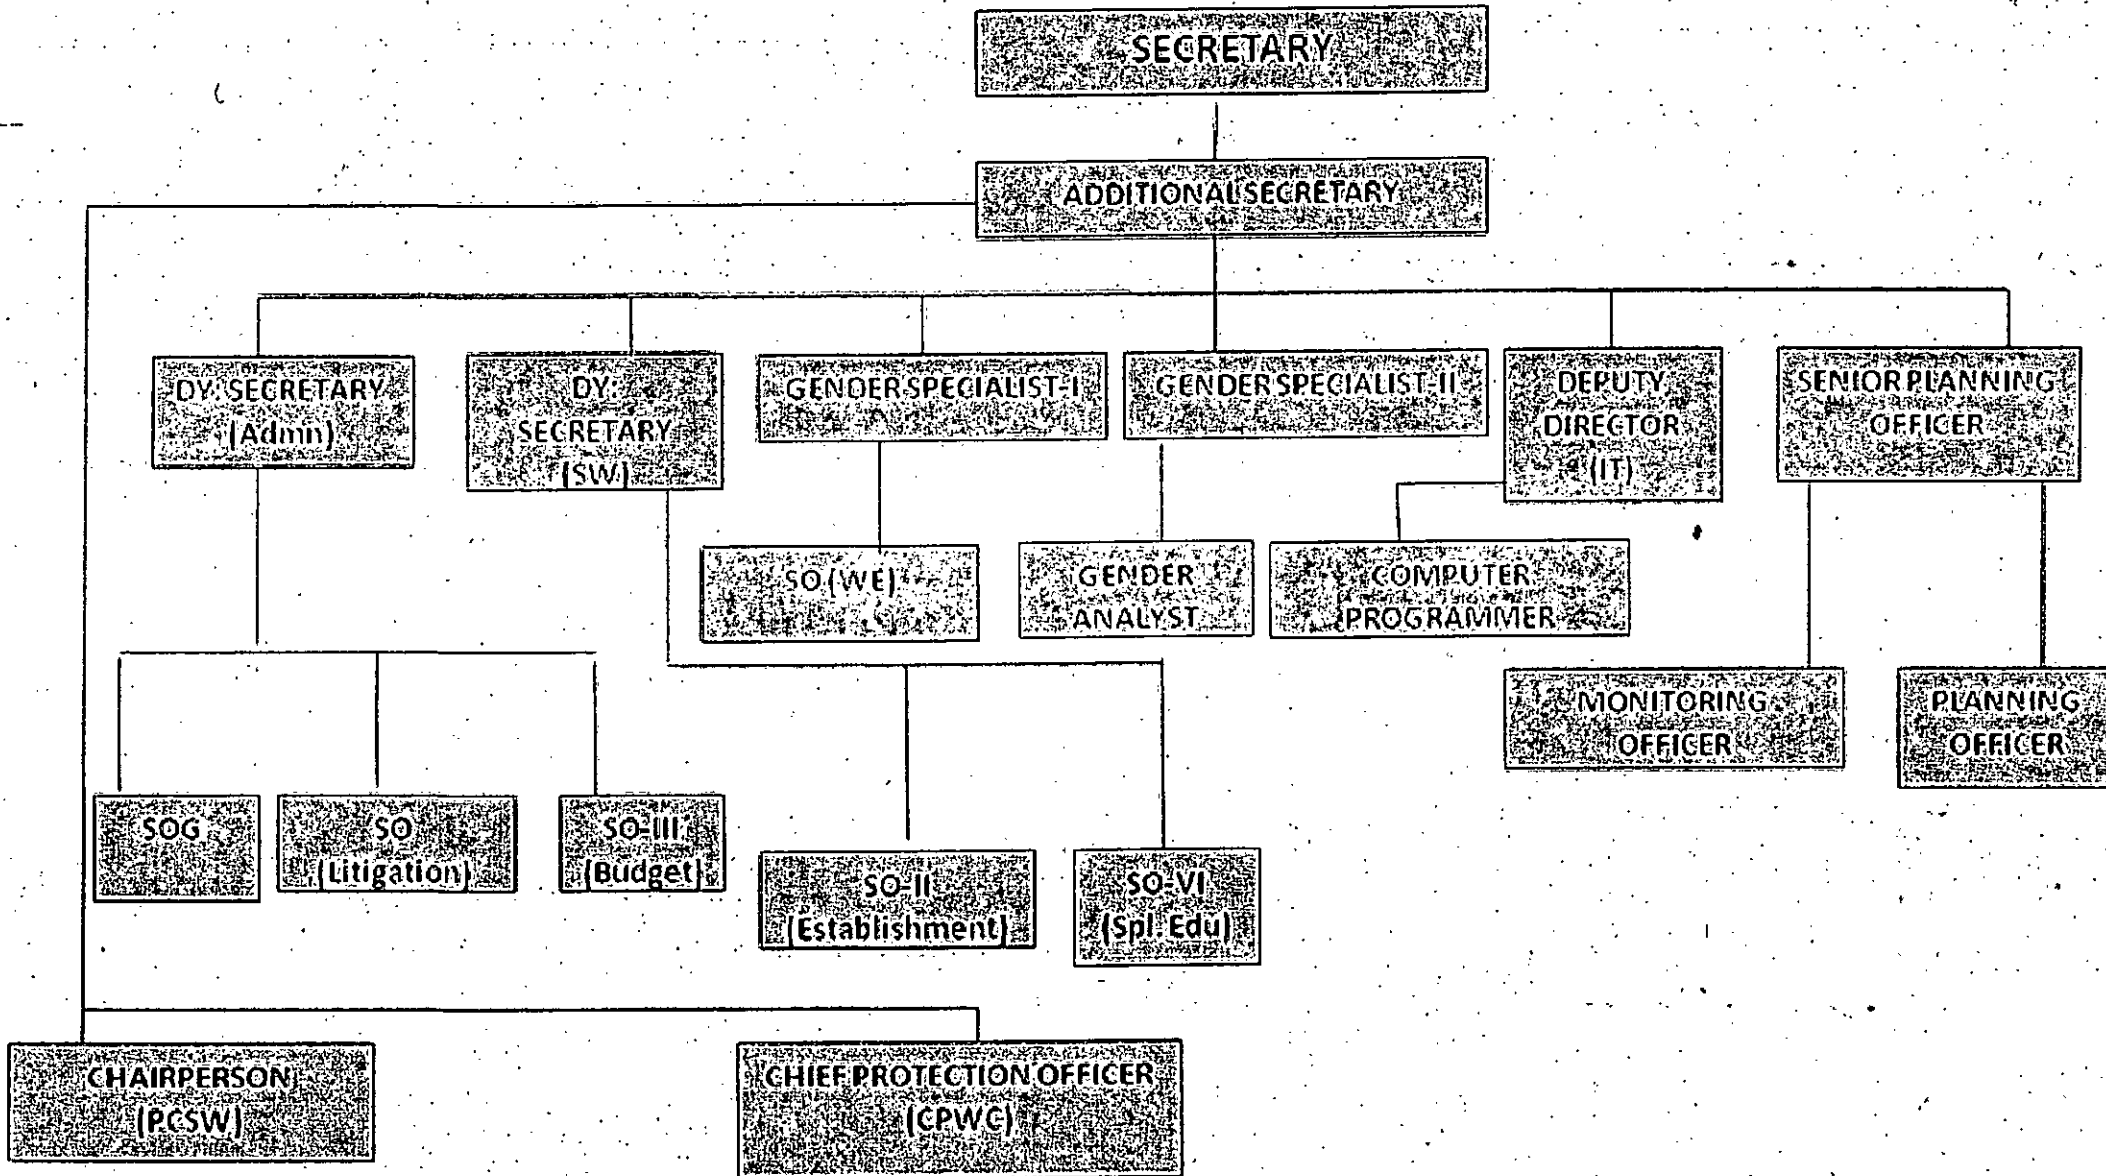 SECRETARY
ADDITIONAL SECRETARY
DY: SECRETARY
(Admn)
DY:
SECRETARY
(SW)
GENDER SPECIALIST-I
GENDER SPECIALIST-II
DEPUTY
DIRECTOR
(IT)
SENIOR PLANNING
OFFICER
SO (WE)
GENDER
ANALYST
COMPUTER
PROGRAMMER
MONITORING
OFFICER
PLANNING
OFFICER
SOG
SO
(Litigation)
SO-III
(Budget)
SO-II
(Establishment)
SO-VI
(Spl. Edu)
CHAIRPERSON
(PCSW)
CHIEF PROTECTION OFFICER
(CPWC)